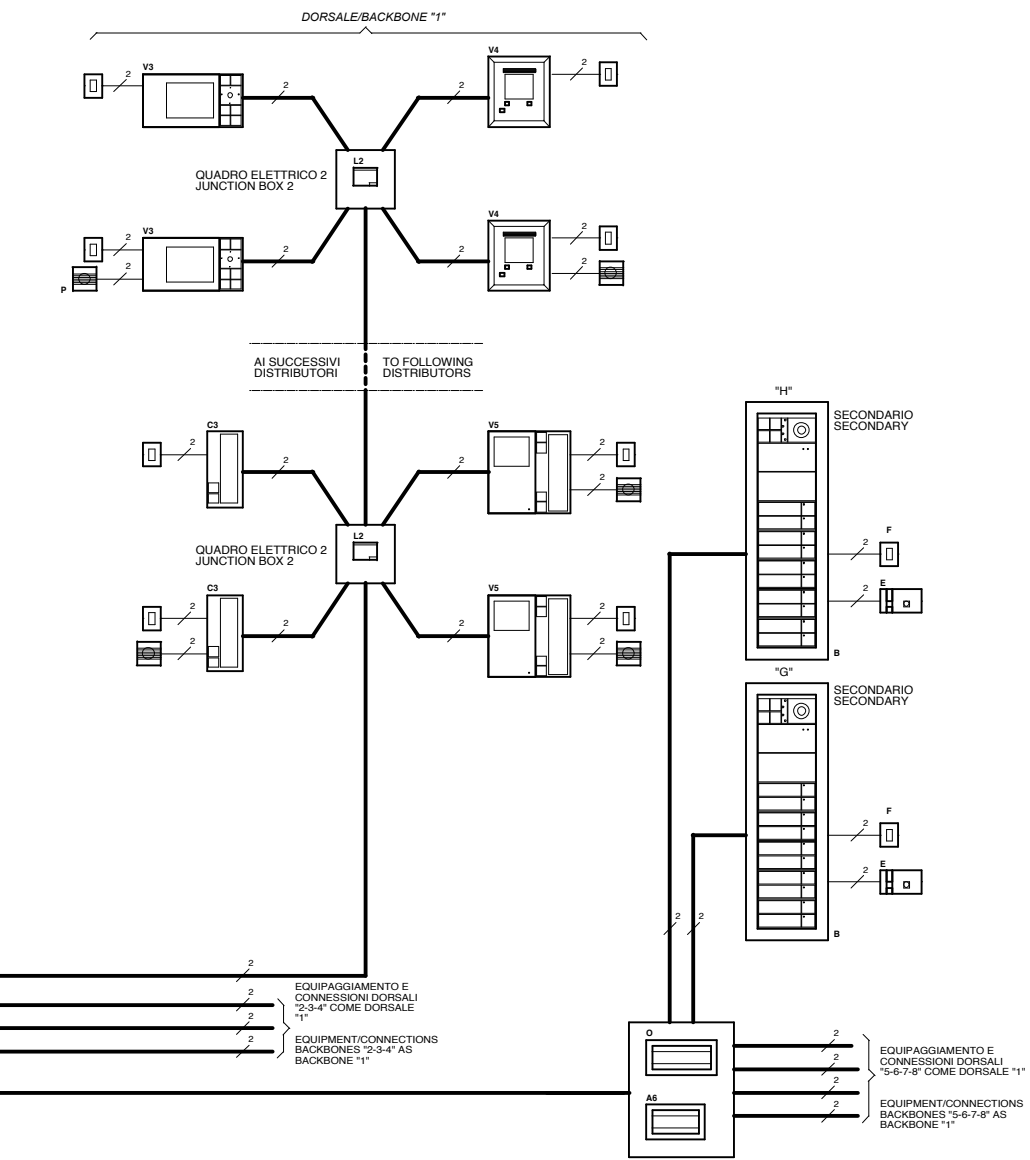 DORSALE/BACKBONE "1"
V3
2
2
2
V4
2
L2
QUADRO ELETTRICO 2
JUNCTION BOX 2
V3
2
2
P
2
2
V4
2
2
AI SUCCESSIVI
DISTRIBUTORI
TO FOLLOWING
DISTRIBUTORS
C3
2
2
2
V5
2
2
L2
QUADRO ELETTRICO 2
JUNCTION BOX 2
C3
2
2
2
2
V5
2
2
"H"
SECONDARIO
SECONDARY
F
2
E
2
B
"G"
SECONDARIO
SECONDARY
F
2
E
2
B
2
2
2
2
2
2
EQUIPAGGIAMENTO E
CONNESSIONI DORSALI
"2-3-4" COME DORSALE
"1"
EQUIPMENT/CONNECTIONS
BACKBONES "2-3-4" AS
BACKBONE "1"
O
A6
2
2
2
2
EQUIPAGGIAMENTO E
CONNESSIONI DORSALI
"5-6-7-8" COME DORSALE "1"
EQUIPMENT/CONNECTIONS
BACKBONES "5-6-7-8" AS
BACKBONE "1"